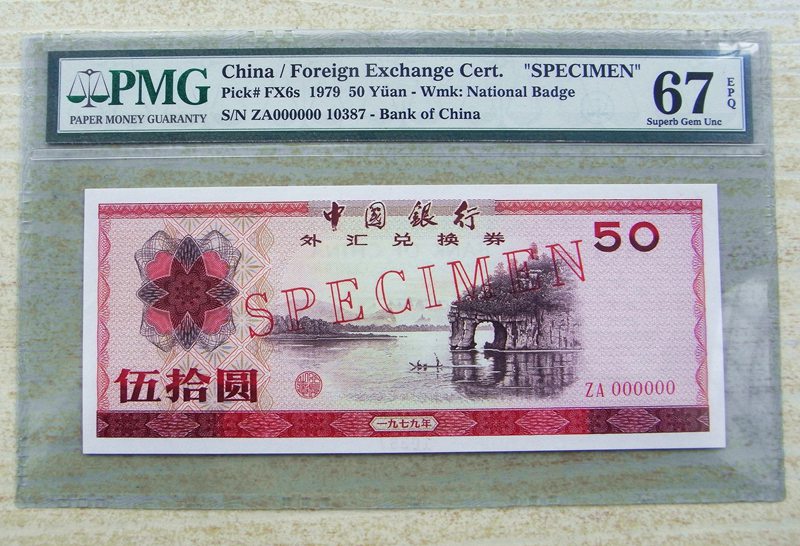 PMG
PAPER MONEY GUARANTY
China / Foreign Exchange Cert. "SPECIMEN"
Pick# FX6s 1979 50 Yüan - Wmk: National Badge
S/N ZA000000 10387 - Bank of China
67
EPQ
Superb Gem Unc
中国银行
外汇兑换券
50
SPECIMEN
伍拾圆
ZA 000000
一九七九年